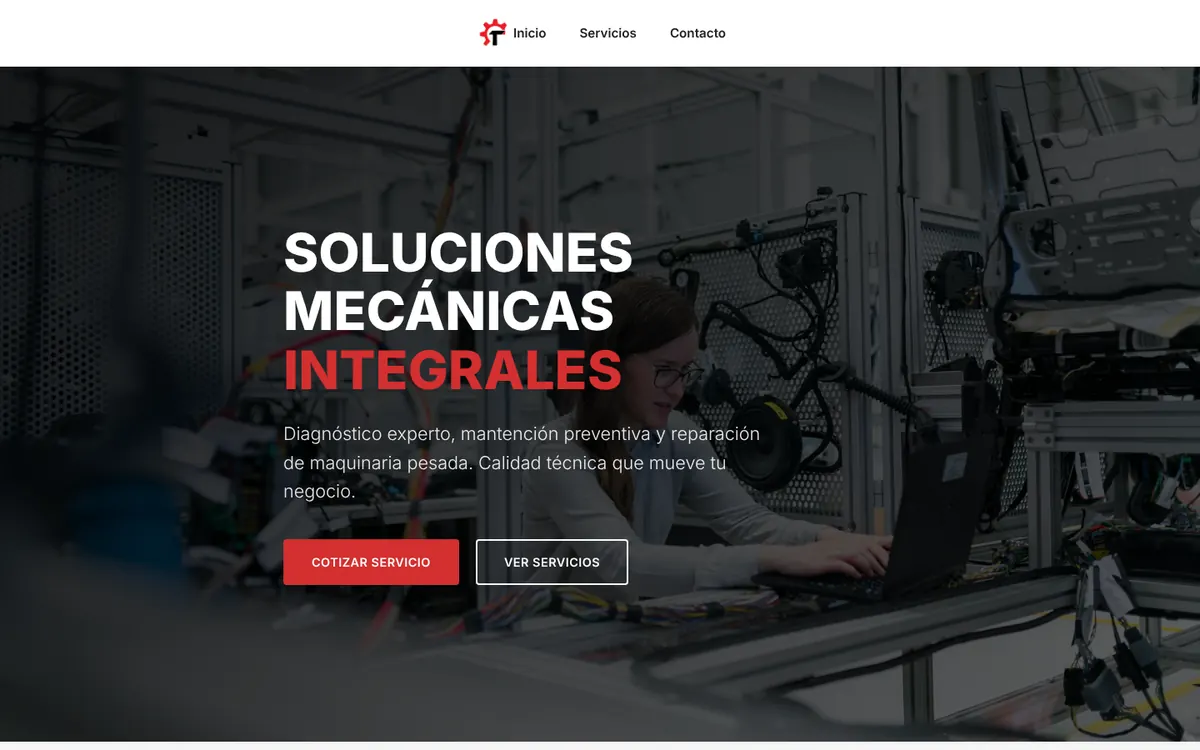 Inicio Servicios Contacto
SOLUCIONES
MECÁNICAS
INTEGRALES
Diagnóstico experto, mantención preventiva y reparación
de maquinaria pesada. Calidad técnica que mueve tu
negocio.
COTIZAR SERVICIO VER SERVICIOS